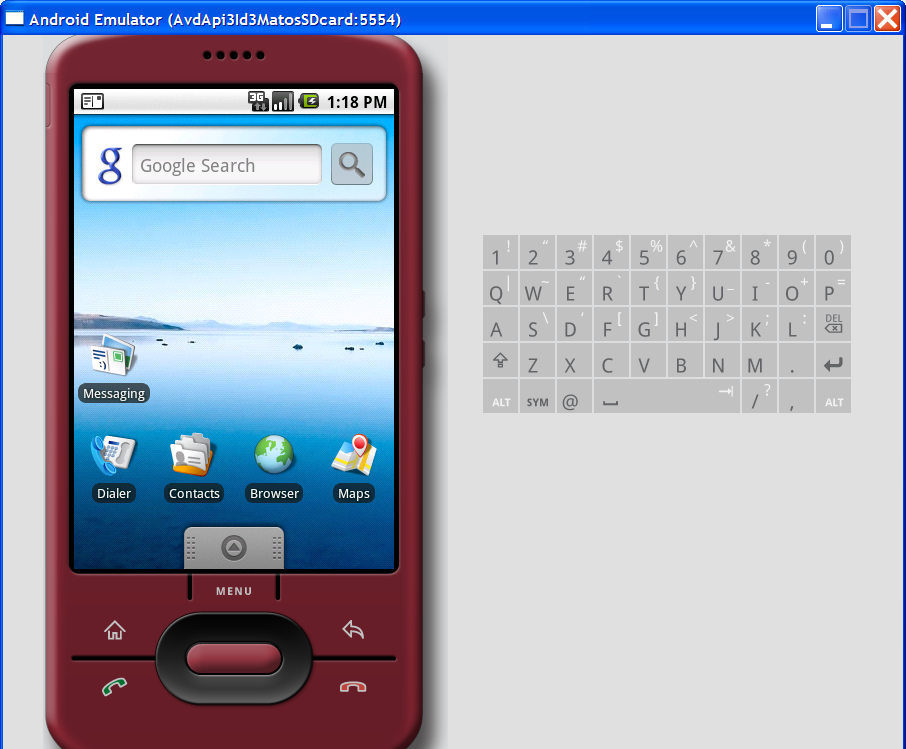 Android Emulator (AvdApi3Id3MatosSDcard:5554)
3G 1:18 PM
g Google Search
Messaging
Dialer Contacts Browser Maps
MENU
1 ! 2 “ 3 # 4 $ 5 % 6 ^ 7 & 8 * 9 ( 0 )
Q | W ~ E “ R ` T { Y } U _ I - O + P =
A S \ D ‘ F [ G ] H < J > K ; L : DEL
Z X C V B N M .
ALT SYM @ / ? , ALT